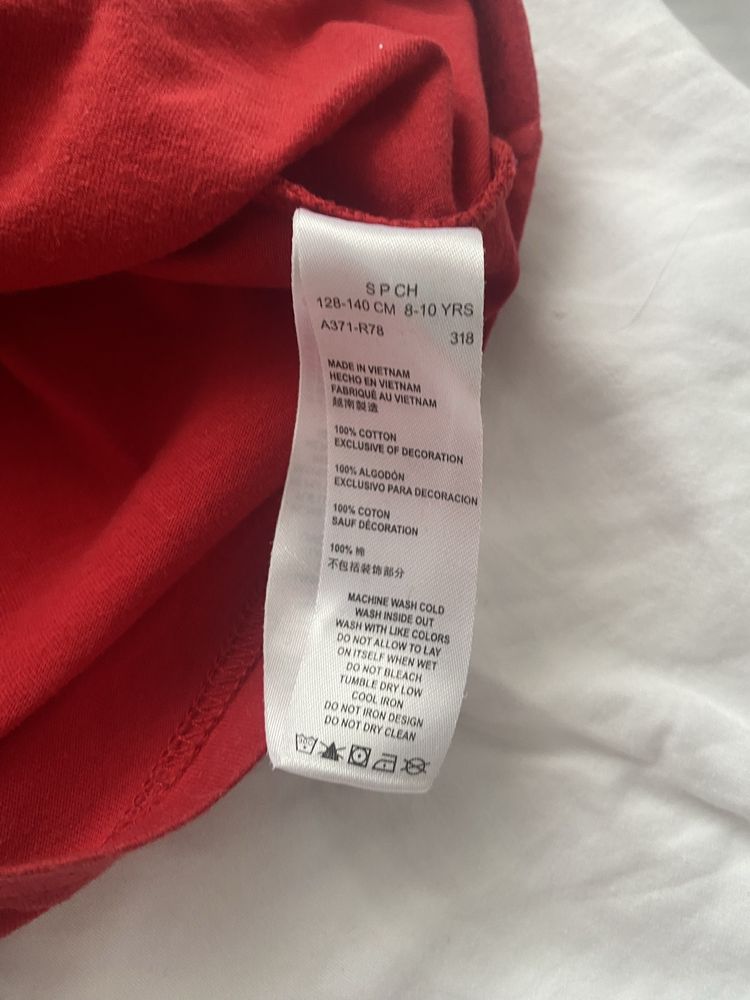 S P CH
128-140 CM 8-10 YRS
A371-R78 318
MADE IN VIETNAM
HECHO EN VIETNAM
FABRIQUÉ AU VIETNAM
越南製造
100% COTTON
EXCLUSIVE OF DECORATION
100% ALGODÓN
EXCLUSIVO PARA DECORACION
100% COTON
SAUF DÉCORATION
100% 棉
不包括装饰部分
MACHINE WASH COLD
WASH INSIDE OUT
WASH WITH LIKE COLORS
DO NOT ALLOW TO LAY
ON ITSELF WHEN WET
DO NOT BLEACH
TUMBLE DRY LOW
COOL IRON
DO NOT IRON DESIGN
DO NOT DRY CLEAN